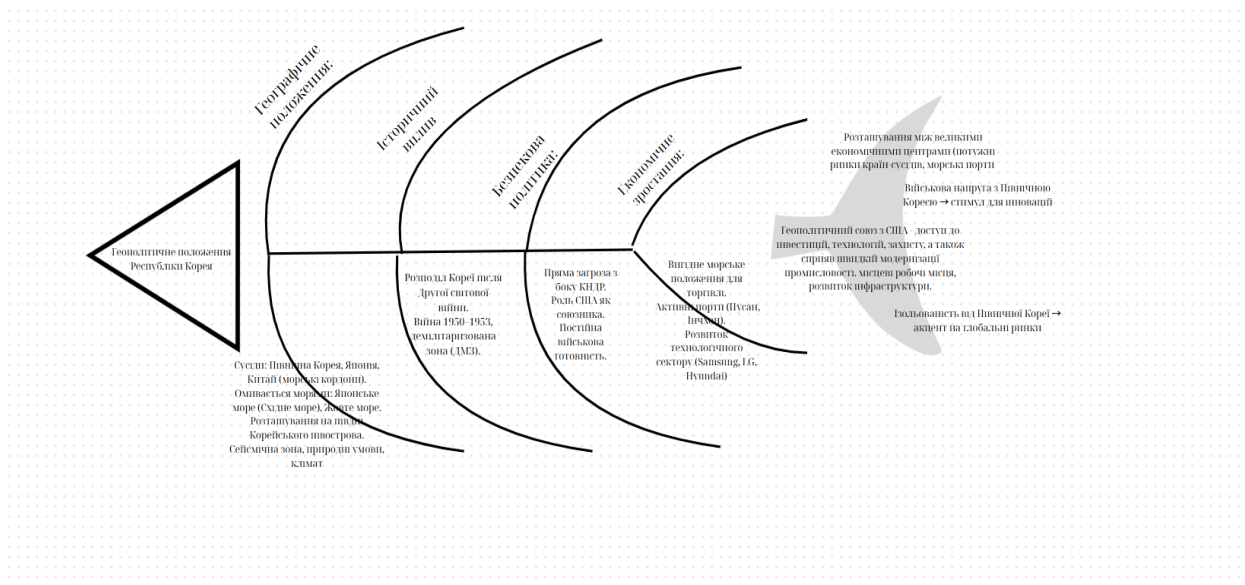 Геополітичне положення
Республіки Корея
Географічне
положення:
Сусіди: Північна Корея, Японія,
Китай (морські кордони).
Омивається морями: Японське
море (Східне море), Жовте море.
Розташування на півдні
Корейського півострова.
Сейсмічна зона, природні умови,
клімат
Історичний
вплив
Розподіл Кореї після
Другої світової
війни.
Війна 1950–1953,
демілітаризована
зона (ДМЗ).
Безпекова
політика:
Пряма загроза з
боку КНДР.
Роль США як
союзника.
Постійна
військова
готовність.
Економічне
зростання:
Вигідне морське
положення для
торгівлі.
Активні порти (Пусан,
Інчхон).
Розвиток
технологічного
сектору (Samsung, LG,
Hyundai)
Розташування між великими
економічними центрами (потужні
ринки країн-сусідів, морські порти
Військова напруга з Північною
Кореєю → стимул для інновації
Геополітичний союз з США - доступ до
інвестицій, технологій, захисту, а також
сприяв швидкій модернізації
промисловості. місцеві робочі місця,
розвиток інфраструктури.
Ізольованість від Північної Кореї →
акцент на глобальні ринки